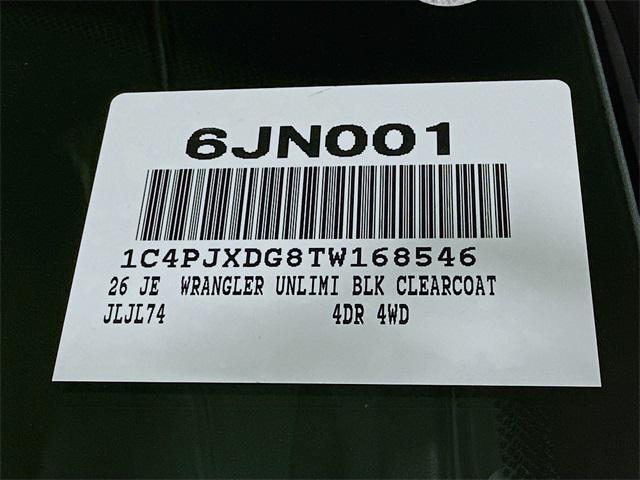 6JN001
1C4PJXDG8TW168546
26 JE WRANGLER UNLIMI BLK CLEARCOAT
JLJL74 4DR 4WD